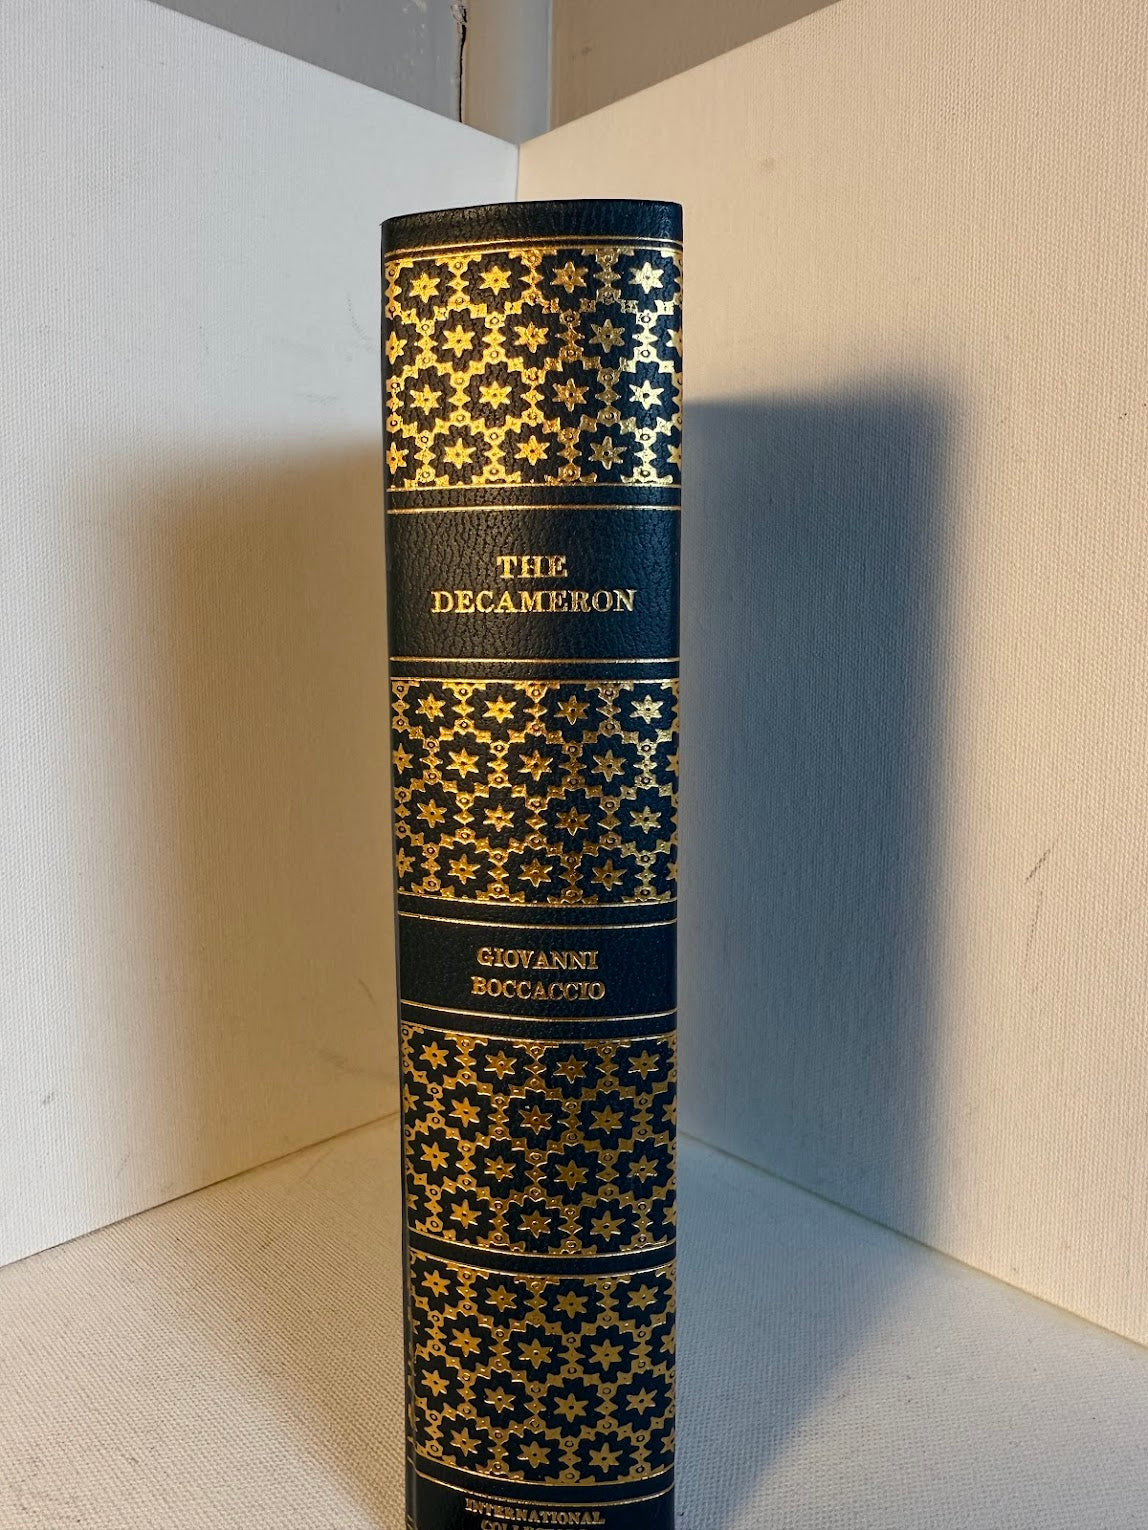 THE
DECAMERON
GIOVANNI
BOCCACCIO
INTERNATIONAL